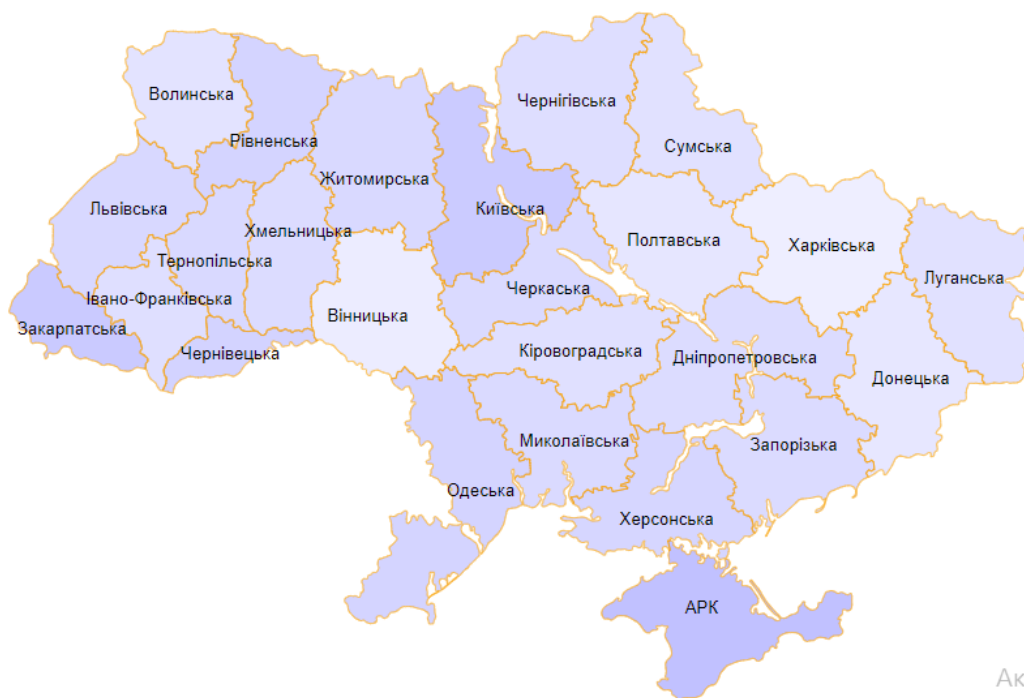 Волинська
Чернігівська
Рівненська
Сумська
Житомирська
Львівська
Київська
Хмельницька
Полтавська
Харківська
Тернопільська
Луганська
Черкаська
Івано-Франківська
Вінницька
Закарпатська
Чернівецька
Кіровоградська
Дніпропетровська
Донецька
Миколаївська
Запорізька
Одеська
Херсонська
АРК
Ак